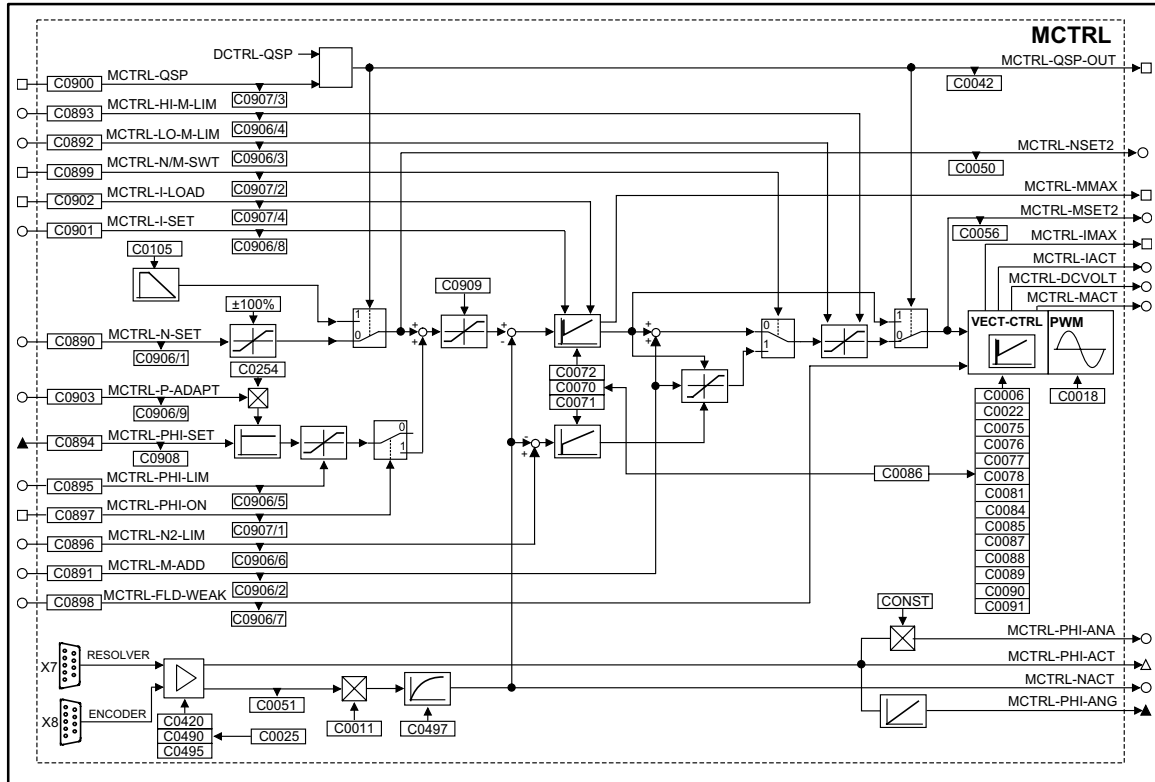 MCTRL
DCTRL-QSP
MCTRL-QSP-OUT
C0900 MCTRL-QSP
C0042
C0907/3
C0893 MCTRL-HI-M-LIM
C0906/4
C0892 MCTRL-LO-M-LIM
MCTRL-NSET2
C0906/3
C0899 MCTRL-N/M-SWT
C0050
C0907/2
MCTRL-MMAX
C0902 MCTRL-I-LOAD
C0907/4
MCTRL-MSET2
C0901 MCTRL-I-SET
C0056
C0906/8
MCTRL-IMAX
C0105
MCTRL-IACT
C0909
MCTRL-DCVOLT
±100%
MCTRL-MACT
1
0
+
+
+
-
+
+
0
1
1
0
VECT-CTRL
PWM
C0890 MCTRL-N-SET
C0906/1
C0254
C0072
C0070
C0071
C0903 MCTRL-P-ADAPT
C0906/9
C0006
C0022
C0075
C0076
C0077
C0078
C0081
C0084
C0085
C0087
C0088
C0089
C0090
C0091
C0018
C0894 MCTRL-PHI-SET
C0908
0
1
-
+
C0086
C0895 MCTRL-PHI-LIM
C0906/5
C0897 MCTRL-PHI-ON
C0907/1
C0896 MCTRL-N2-LIM
C0906/6
C0891 MCTRL-M-ADD
C0906/2
C0898 MCTRL-FLD-WEAK
C0906/7
CONST
MCTRL-PHI-ANA
X7 RESOLVER
MCTRL-PHI-ACT
MCTRL-NACT
C0051
X8 ENCODER
MCTRL-PHI-ANG
C0011
C0497
C0420
C0490
C0495
C0025